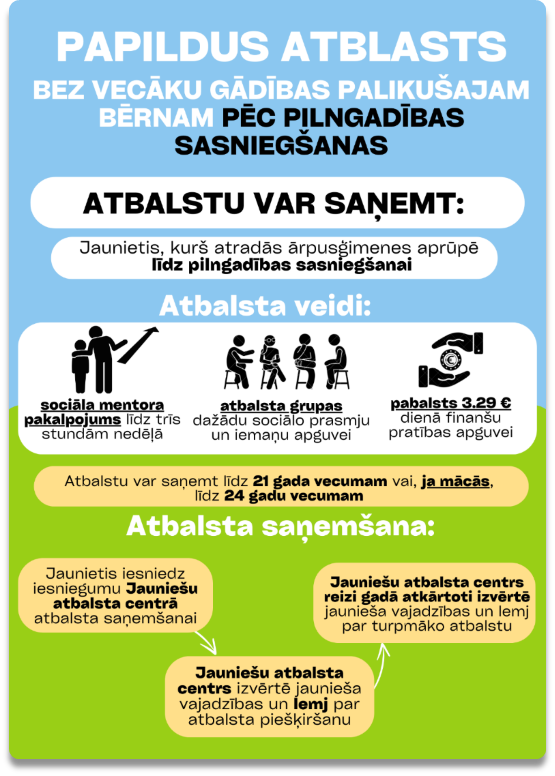 PAPILDUS ATBLASTS
BEZ VECĀKU GĀDĪBAS PALIKUŠAJAM
BĒRNAM PĒC PILNGADĪBAS
SASNIEGŠANAS
ATBALSTU VAR SAŅEMT:
Jaunietis, kurš atradās ārpusģimenes aprūpē
līdz pilngadības sasniegšanai
Atbalsta veidi:
sociāla mentora
pakalpojums līdz trīs
stundām nedēļā
atbalsta grupas
dažādu sociālo prasmju
un iemaņu apguvei
pabalsts 3.29 €
dienā finanšu
pratības apguvei
Atbalstu var saņemt līdz 21 gada vecumam vai, ja mācās,
līdz 24 gadu vecumam
Atbalsta saņemšana:
Jaunietis iesniedz
iesniegumu Jauniešu
atbalsta centrā
atbalsta saņemšanai
Jauniešu atbalsta
centrs izvērtē jaunieša
vajadzības un lemj par
atbalsta piešķiršanu
Jauniešu atbalsta centrs
reizi gadā atkārtoti izvērtē
jaunieša vajadzības un lemj
par turpmāko atbalstu